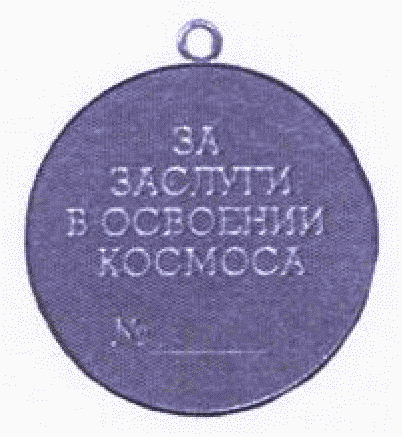 ЗА
ЗАСЛУГИ
В ОСВОЕНИИ
КОСМОСА
№